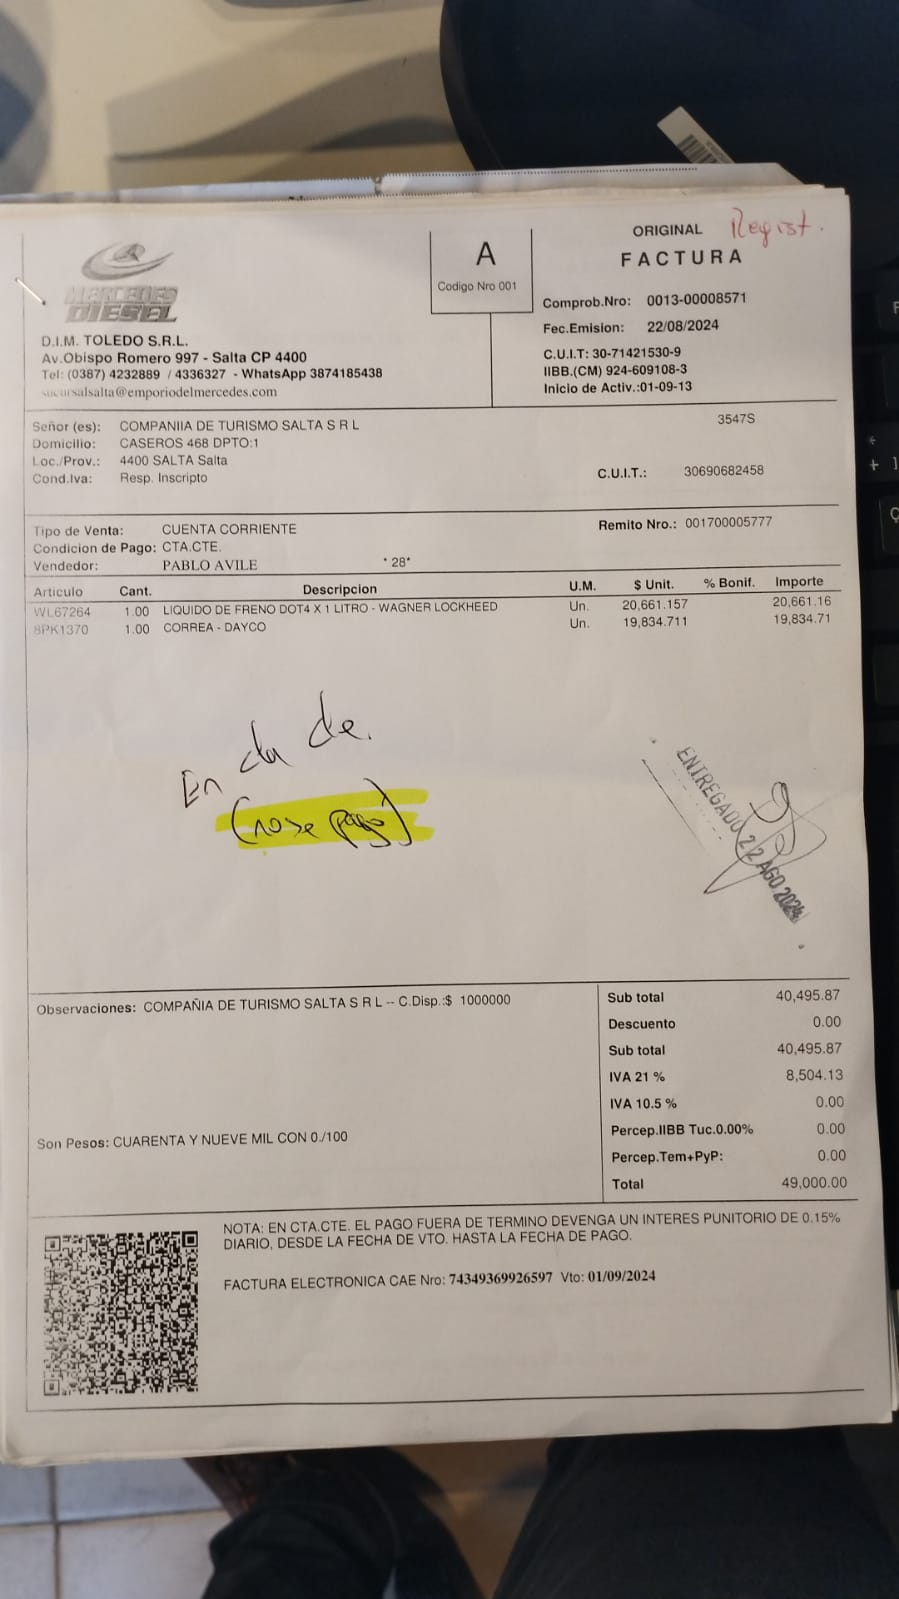 ORIGINAL Regist.
FACTURA
A
Codigo Nro 001
Comprob.Nro: 0013-00008571
Fec.Emision: 22/08/2024
C.U.I.T: 30-71421530-9
IIBB.(CM) 924-609108-3
Inicio de Activ.:01-09-13
MERCEDES
DIESEL
D.I.M. TOLEDO S.R.L.
Av.Obispo Romero 997 - Salta CP 4400
Tel: (0387) 4232889 / 4336327 - WhatsApp 3874185438
sucursalsalta@emporiodelmercedes.com
Señor (es): COMPANIIA DE TURISMO SALTA S R L 3547S
Domicilio: CASEROS 468 DPTO:1
Loc./Prov.: 4400 SALTA Salta
Cond.Iva: Resp. Inscripto C.U.I.T.: 30690682458
Tipo de Venta: CUENTA CORRIENTE Remito Nro.: 001700005777
Condicion de Pago: CTA.CTE.
Vendedor: PABLO AVILE * 28*
Articulo Cant. Descripcion U.M. $ Unit. % Bonif. Importe
WL67264 1.00 LIQUIDO DE FRENO DOT4 X 1 LITRO - WAGNER LOCKHEED Un. 20,661.157 20,661.16
8PK1370 1.00 CORREA - DAYCO Un. 19,834.711 19,834.71
En cta cte.
(no se pago)
ENTREGADO 22 AGO 2024
Observaciones: COMPAÑIA DE TURISMO SALTA S R L -- C.Disp.:$ 1000000
Sub total 40,495.87
Descuento 0.00
Sub total 40,495.87
IVA 21 % 8,504.13
IVA 10.5 % 0.00
Percep.IIBB Tuc.0.00% 0.00
Percep.Tem+PyP: 0.00
Total 49,000.00
Son Pesos: CUARENTA Y NUEVE MIL CON 0./100
NOTA: EN CTA.CTE. EL PAGO FUERA DE TERMINO DEVENGA UN INTERES PUNITORIO DE 0.15%
DIARIO, DESDE LA FECHA DE VTO. HASTA LA FECHA DE PAGO.
FACTURA ELECTRONICA CAE Nro: 74349369926597 Vto: 01/09/2024